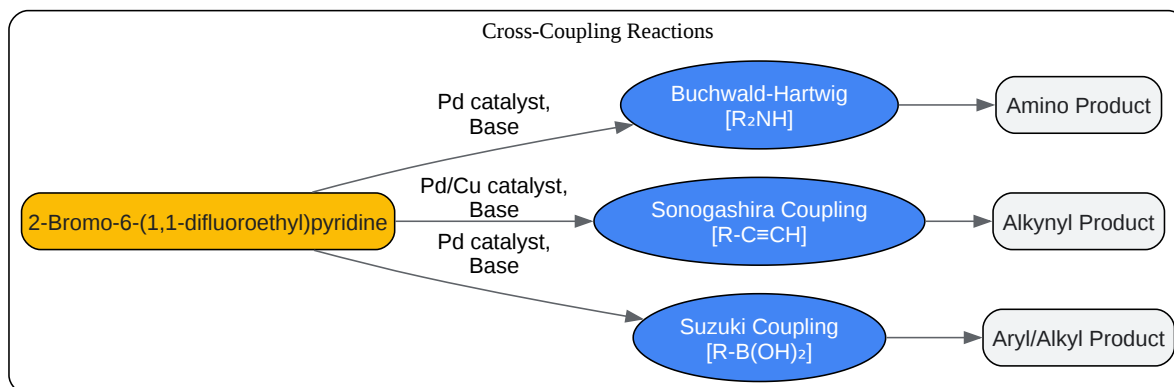 Cross-Coupling Reactions
Pd catalyst,
Base
Buchwald-Hartwig
[R₂NH]
Amino Product
2-Bromo-6-(1,1-difluoroethyl)pyridine
Pd/Cu catalyst,
Base
Sonogashira Coupling
[R-C≡CH]
Alkynyl Product
Pd catalyst,
Base
Suzuki Coupling
[R-B(OH)₂]
Aryl/Alkyl Product